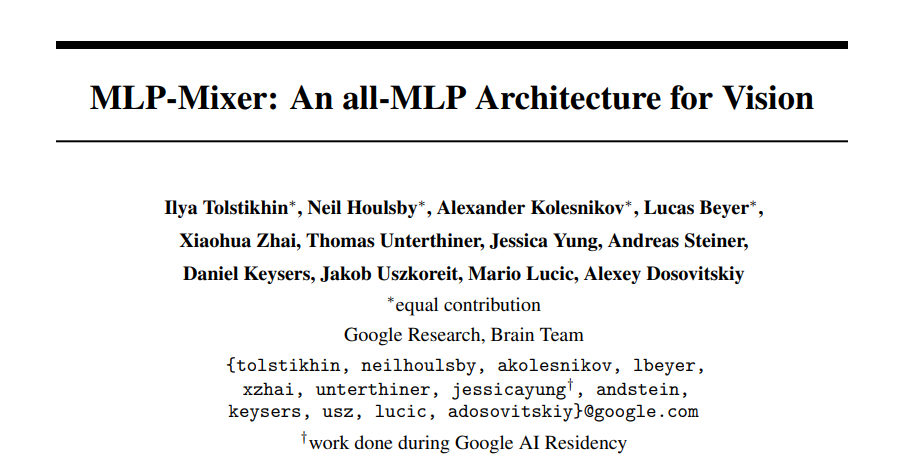 MLP-Mixer: An all-MLP Architecture for Vision
Ilya Tolstikhin*, Neil Houlsby*, Alexander Kolesnikov*, Lucas Beyer*,
Xiaohua Zhai, Thomas Unterthiner, Jessica Yung, Andreas Steiner,
Daniel Keysers, Jakob Uszkoreit, Mario Lucic, Alexey Dosovitskiy
*equal contribution
Google Research, Brain Team
{tolstikhin, neilhoulsby, akolesnikov, lbeyer,
xzhai, unterthiner, jessicayung†, andstein,
keysers, usz, lucic, adosovitskiy}@google.com
†work done during Google AI Residency